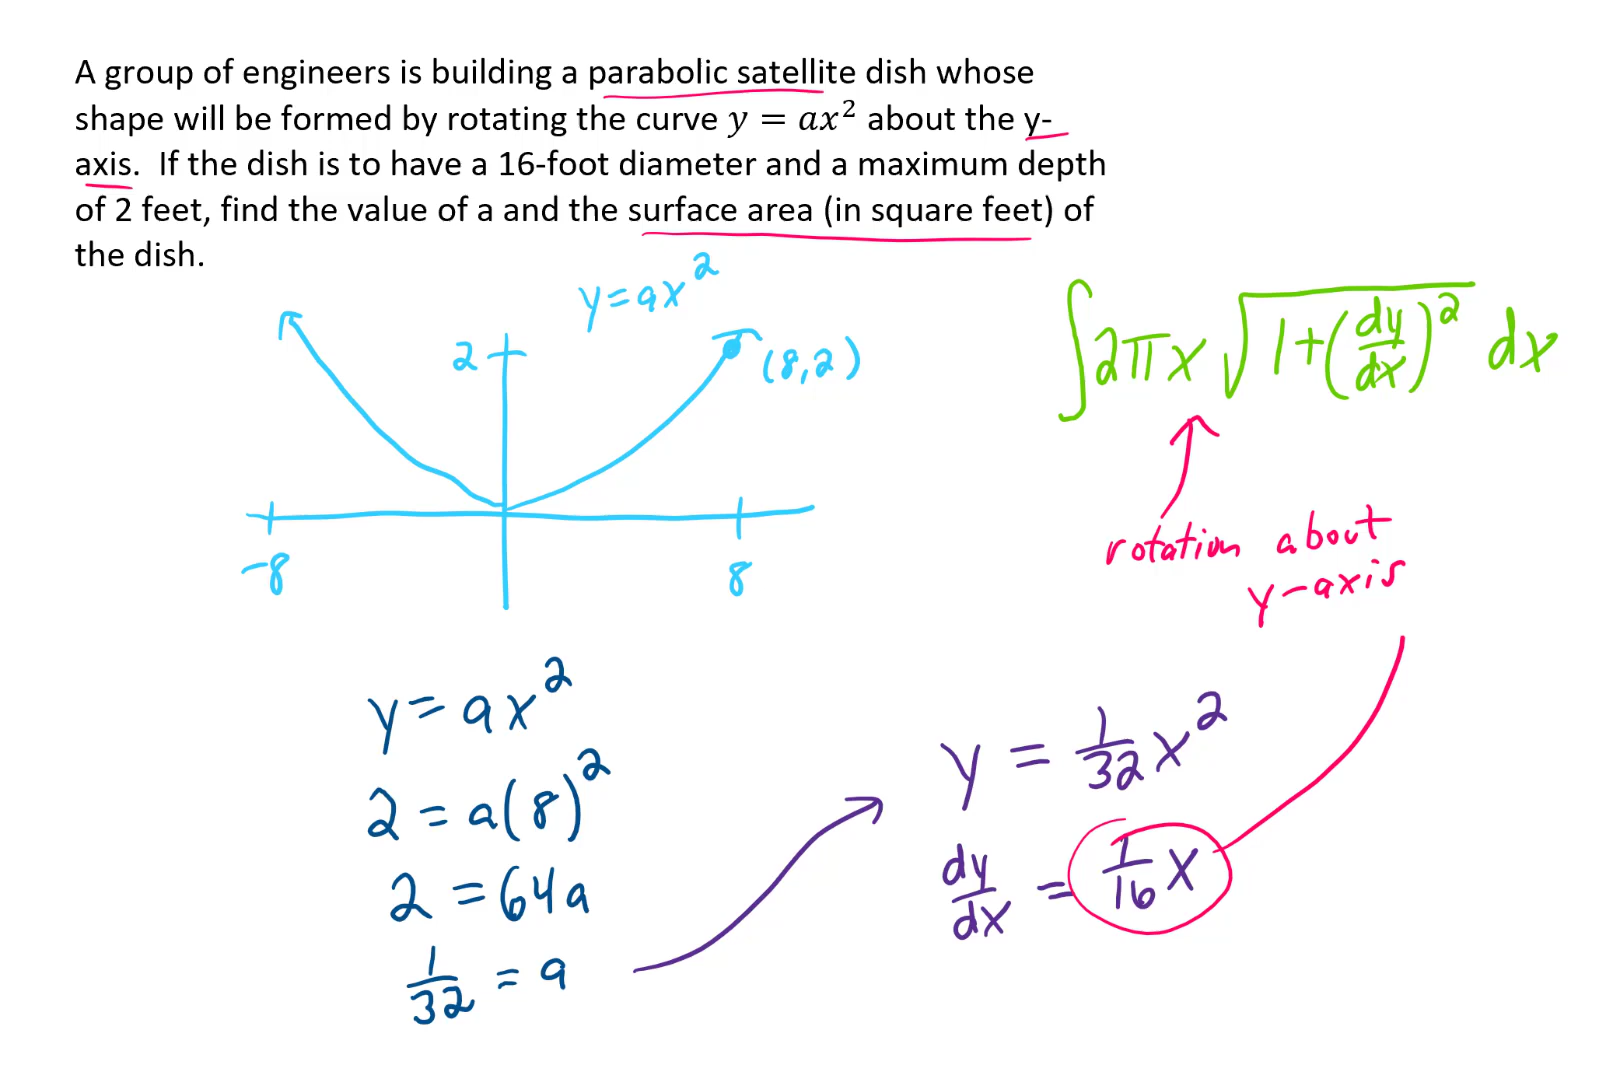 A group of engineers is building a parabolic satellite dish whose
shape will be formed by rotating the curve y = ax² about the y-
axis. If the dish is to have a 16-foot diameter and a maximum depth
of 2 feet, find the value of a and the surface area (in square feet) of
the dish.
y=ax²
2
(8,2)
-8
8
∫2πx√(1+(dy/dx)²) dx
rotation about
y-axis
y=ax²
2=a(8)²
2=64a
1/32=a
y=1/32x²
dy/dx=1/16x